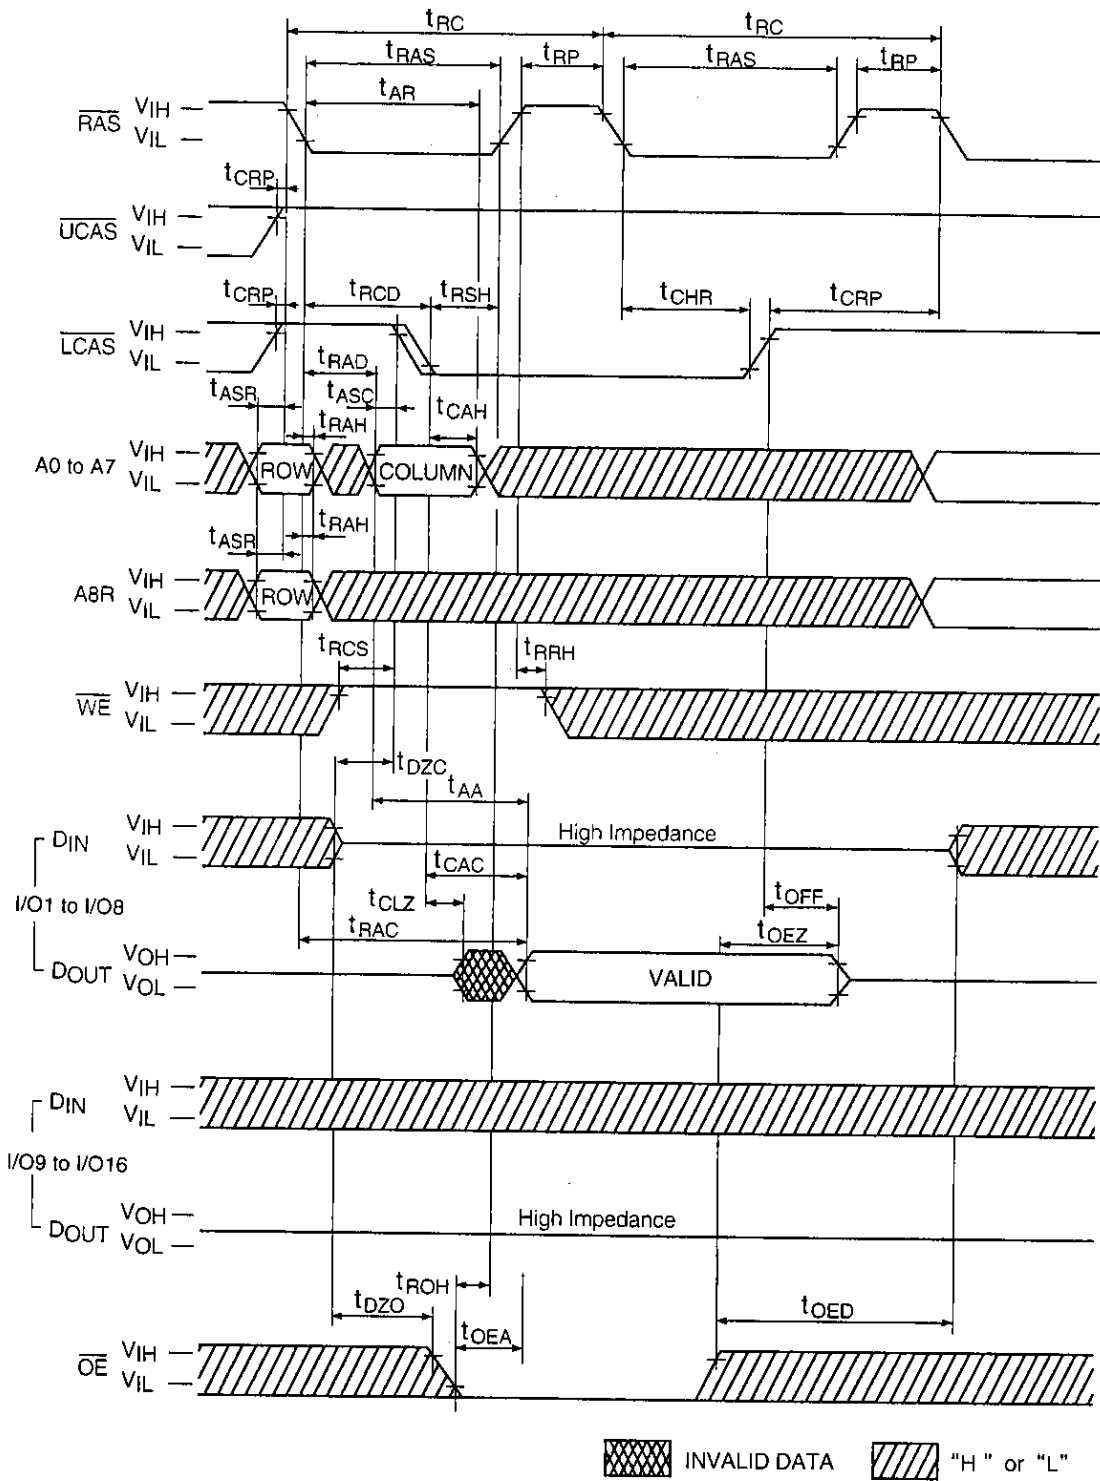 tRC tRC
tRAS tRP tRAS tRP
tAR
RAS VIH
VIL
tCRP
UCAS VIH
VIL
tCRP tRCD tRSH tCHR tCRP
LCAS VIH
VIL
tRAD
tASR tASC tCAH
tRAH
A0 to A7 VIH
VIL
ROW COLUMN
tASR tRAH
A8R VIH
VIL
ROW
tRCS tRRH
WE VIH
VIL
tDZC
tAA
DIN VIH
VIL
High Impedance
tCAC
I/O1 to I/O8
tCLZ tOFF
tRAC tOEZ
DOUT VOH
VOL
VALID
DIN VIH
VIL
I/O9 to I/O16
DOUT VOH
VOL
High Impedance
tROH
tDZO tOEA tOED
OE VIH
VIL
INVALID DATA "H" or "L"